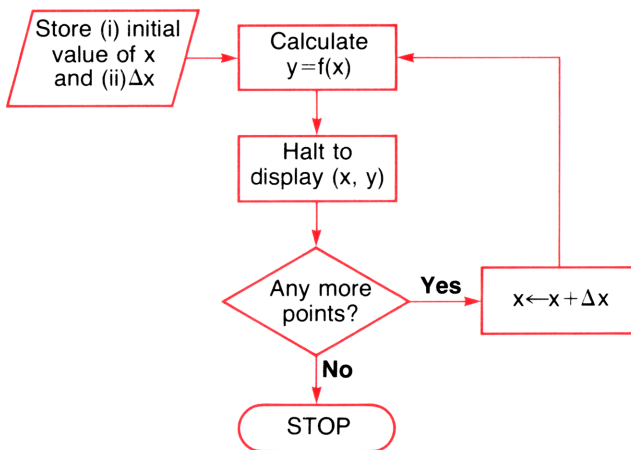 Store (i) initial
value of x
and (ii) Δx
Calculate
y=f(x)
Halt to
display (x, y)
Any more
points?
Yes
x←x+Δx
No
STOP